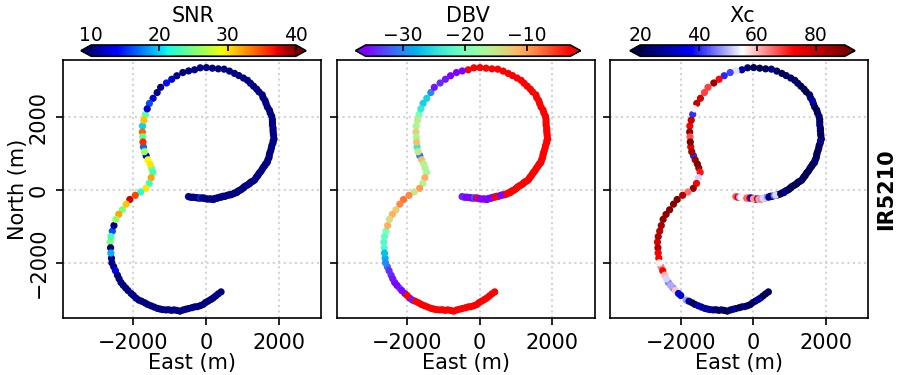 SNR DBV Xc
10 20 30 40 −30 −20 −10 20 40 60 80
2000
0
−2000
North (m)
IR5210
−2000 0 2000 −2000 0 2000 −2000 0 2000
East (m) East (m) East (m)